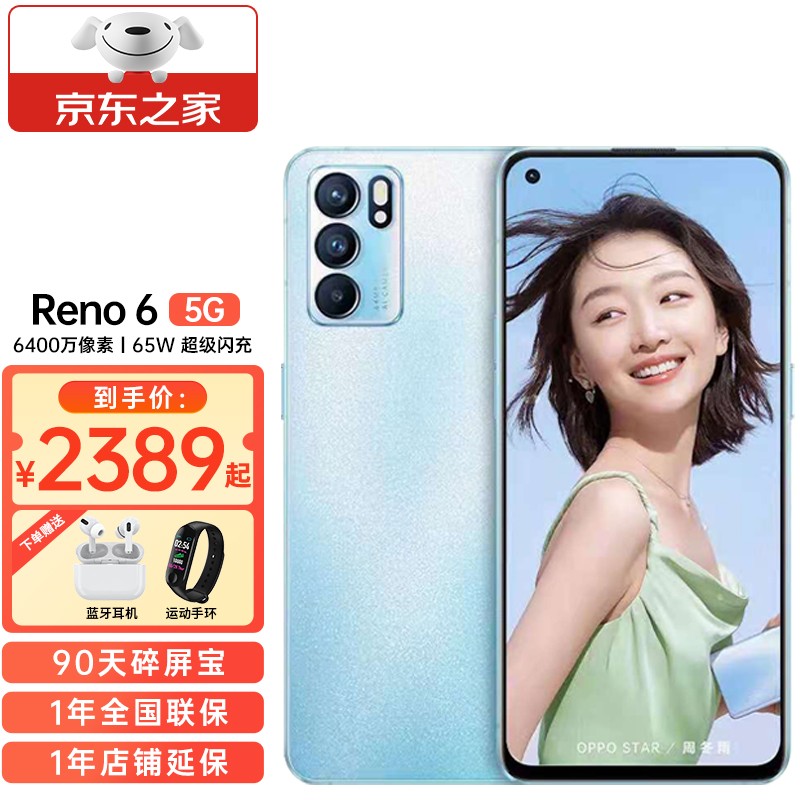 京东之家
Reno 6 5G
6400万像素 | 65W 超级闪充
到手价:
¥2389起
下单赠送
02:54
蓝牙耳机
运动手环
90天碎屏宝
1年全国联保
1年店铺延保
OPPO STAR / 周冬雨